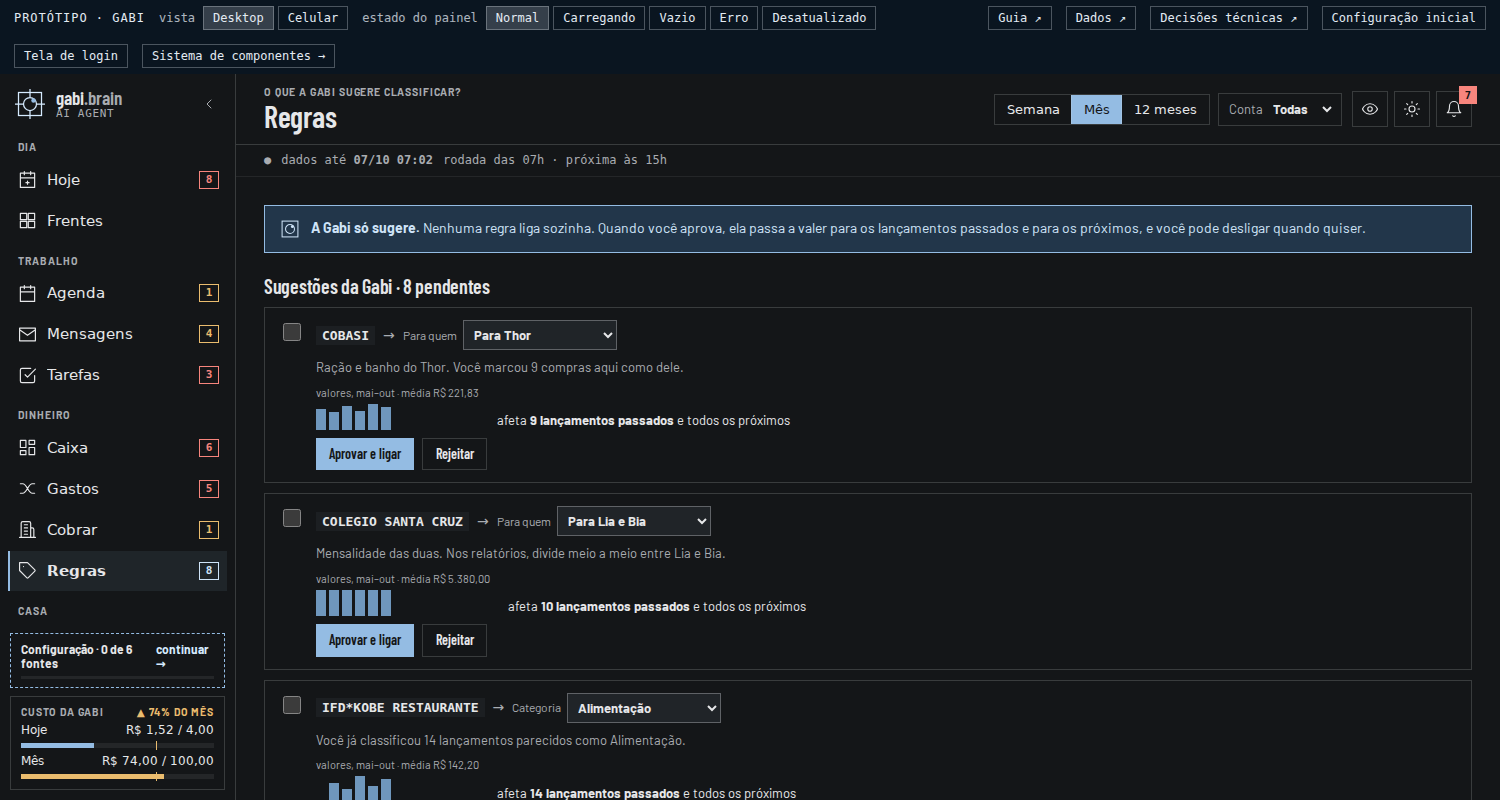 PROTÓTIPO · GABI vista Desktop Celular estado do painel Normal Carregando Vazio Erro Desatualizado Guia ↗ Dados ↗ Decisões técnicas ↗ Configuração inicial
Tela de login Sistema de componentes →
gabi.brain
AI AGENT
DIA
Hoje 8
Frentes
TRABALHO
Agenda 1
Mensagens 4
Tarefas 3
DINHEIRO
Caixa 6
Gastos 5
Cobrar 1
Regras 8
CASA
Configuração · 0 de 6 fontes continuar →
CUSTO DA GABI ▲ 74% DO MÊS
Hoje R$ 1,52 / 4,00
Mês R$ 74,00 / 100,00
O QUE A GABI SUGERE CLASSIFICAR?
Regras
Semana Mês 12 meses Conta Todas 7
● dados até 07/10 07:02 rodada das 07h · próxima às 15h
A Gabi só sugere. Nenhuma regra liga sozinha. Quando você aprova, ela passa a valer para os lançamentos passados e para os próximos, e você pode desligar quando quiser.
Sugestões da Gabi · 8 pendentes
COBASI → Para quem Para Thor
Ração e banho do Thor. Você marcou 9 compras aqui como dele.
valores, mai–out · média R$ 221,83
afeta 9 lançamentos passados e todos os próximos
Aprovar e ligar Rejeitar
COLEGIO SANTA CRUZ → Para quem Para Lia e Bia
Mensalidade das duas. Nos relatórios, divide meio a meio entre Lia e Bia.
valores, mai–out · média R$ 5.380,00
afeta 10 lançamentos passados e todos os próximos
Aprovar e ligar Rejeitar
IFD*KOBE RESTAURANTE → Categoria Alimentação
Você já classificou 14 lançamentos parecidos como Alimentação.
valores, mai–out · média R$ 142,20
afeta 14 lançamentos passados e todos os próximos